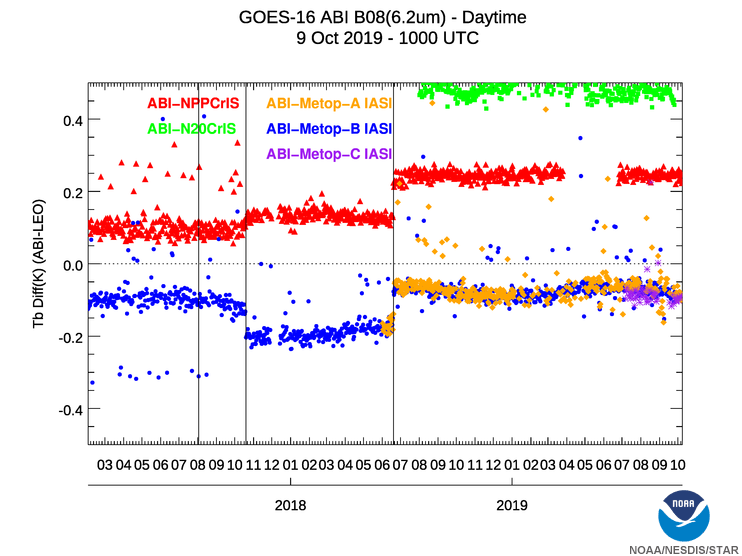 GOES-16 ABI B08(6.2um) - Daytime
9 Oct 2019 - 1000 UTC
ABI−NPPCrIS ABI−Metop−A IASI
ABI−N20CrIS ABI−Metop−B IASI
ABI−Metop−C IASI
0.4
0.2
0.0
-0.2
-0.4
Tb Diff(K) (ABI-LEO)
03 04 05 06 07 08 09 10 11 12 01 02 03 04 05 06 07 08 09 10 11 12 01 02 03 04 05 06 07 08 09 10
2018 2019
NOAA
NOAA/NESDIS/STAR